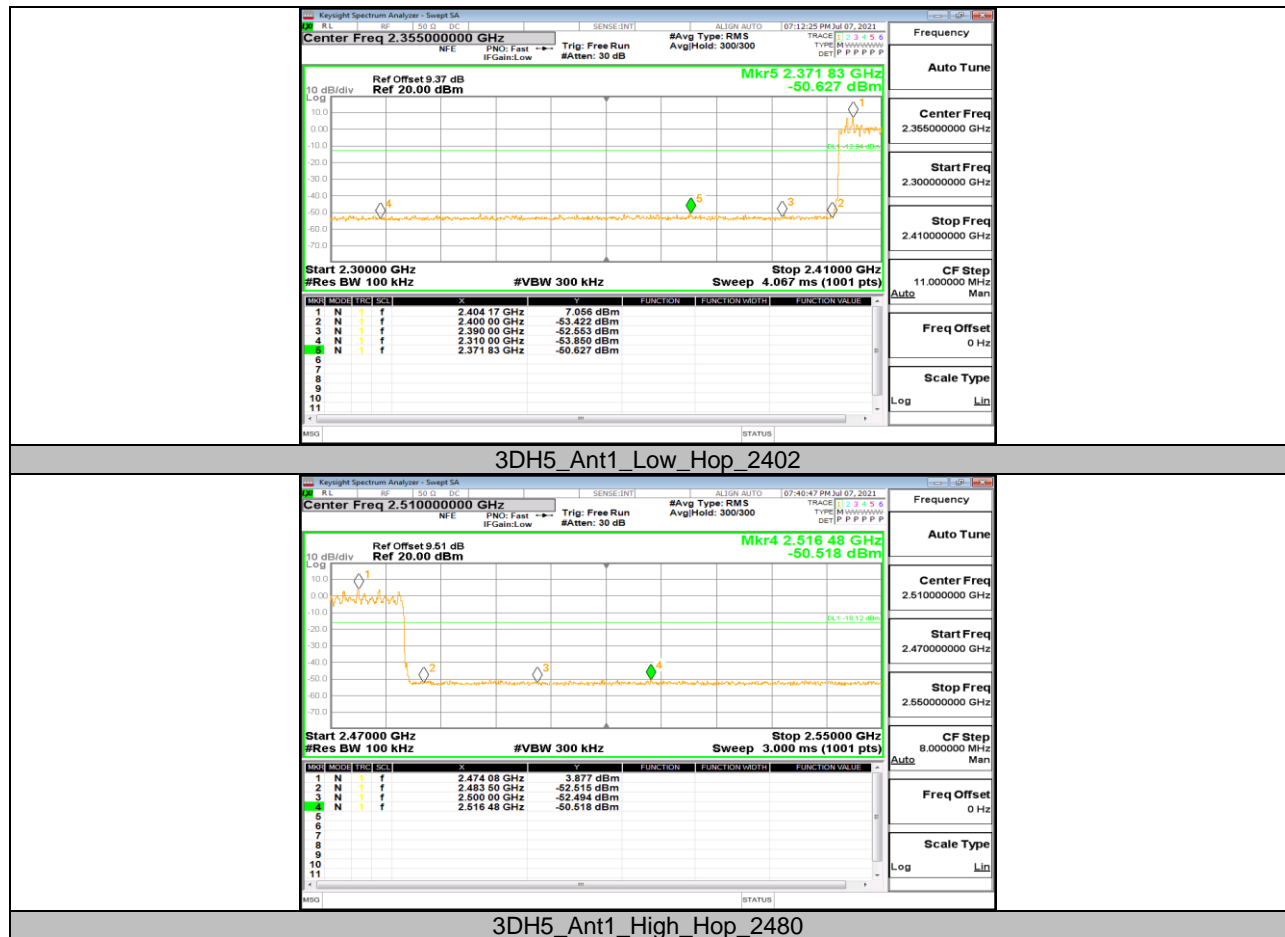 Keysight Spectrum Analyzer - Swept SA
RL RF 50 Ω DC SENSE:INT ALIGN AUTO 07:12:25 PM Jul 07, 2021
Center Freq 2.355000000 GHz
NFE PNO: Fast Trig: Free Run #Avg Type: RMS TRACE 1 2 3 4 5 6
IFGain:Low #Atten: 30 dB Avg|Hold: 300/300 TYPE M W W W W W
DET P P P P P P
Frequency
Mkr5 2.371 83 GHz
-50.627 dBm
Ref Offset 9.37 dB
10 dB/div Ref 20.00 dBm
Log
10.0
0.00
-10.0
-20.0
-30.0
-40.0
-50.0
-60.0
-70.0
DL1 -12.94 dBm
1
4
5
3
2
Start 2.30000 GHz Stop 2.41000 GHz
#Res BW 100 kHz #VBW 300 kHz Sweep 4.067 ms (1001 pts)
MKR MODE TRC SCL X Y FUNCTION FUNCTION WIDTH FUNCTION VALUE
1 N 1 f 2.404 17 GHz 7.056 dBm
2 N 1 f 2.400 00 GHz -53.422 dBm
3 N 1 f 2.390 00 GHz -52.553 dBm
4 N 1 f 2.310 00 GHz -53.850 dBm
5 N 1 f 2.371 83 GHz -50.627 dBm
6
7
8
9
10
11
MSG STATUS
Auto Tune
Center Freq
2.355000000 GHz
Start Freq
2.300000000 GHz
Stop Freq
2.410000000 GHz
CF Step
11.000000 MHz
Auto Man
Freq Offset
0 Hz
Scale Type
Log Lin
3DH5_Ant1_Low_Hop_2402
Keysight Spectrum Analyzer - Swept SA
RL RF 50 Ω DC SENSE:INT ALIGN AUTO 07:40:47 PM Jul 07, 2021
Center Freq 2.510000000 GHz
NFE PNO: Fast Trig: Free Run #Avg Type: RMS TRACE 1 2 3 4 5 6
IFGain:Low #Atten: 30 dB Avg|Hold: 300/300 TYPE M W W W W W
DET P P P P P P
Frequency
Mkr4 2.516 48 GHz
-50.518 dBm
Ref Offset 9.51 dB
10 dB/div Ref 20.00 dBm
Log
10.0
0.00
-10.0
-20.0
-30.0
-40.0
-50.0
-60.0
-70.0
DL1 -16.12 dBm
1
2
3
4
Start 2.47000 GHz Stop 2.55000 GHz
#Res BW 100 kHz #VBW 300 kHz Sweep 3.000 ms (1001 pts)
MKR MODE TRC SCL X Y FUNCTION FUNCTION WIDTH FUNCTION VALUE
1 N 1 f 2.474 08 GHz 3.877 dBm
2 N 1 f 2.483 50 GHz -52.515 dBm
3 N 1 f 2.500 00 GHz -52.494 dBm
4 N 1 f 2.516 48 GHz -50.518 dBm
5
6
7
8
9
10
11
MSG STATUS
Auto Tune
Center Freq
2.510000000 GHz
Start Freq
2.470000000 GHz
Stop Freq
2.550000000 GHz
CF Step
8.000000 MHz
Auto Man
Freq Offset
0 Hz
Scale Type
Log Lin
3DH5_Ant1_High_Hop_2480